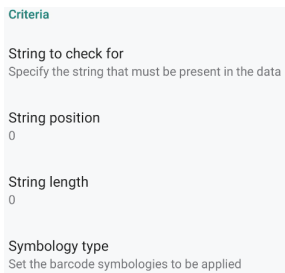 Criteria
String to check for
Specify the string that must be present in the data
String position
0
String length
0
Symbology type
Set the barcode symbologies to be applied